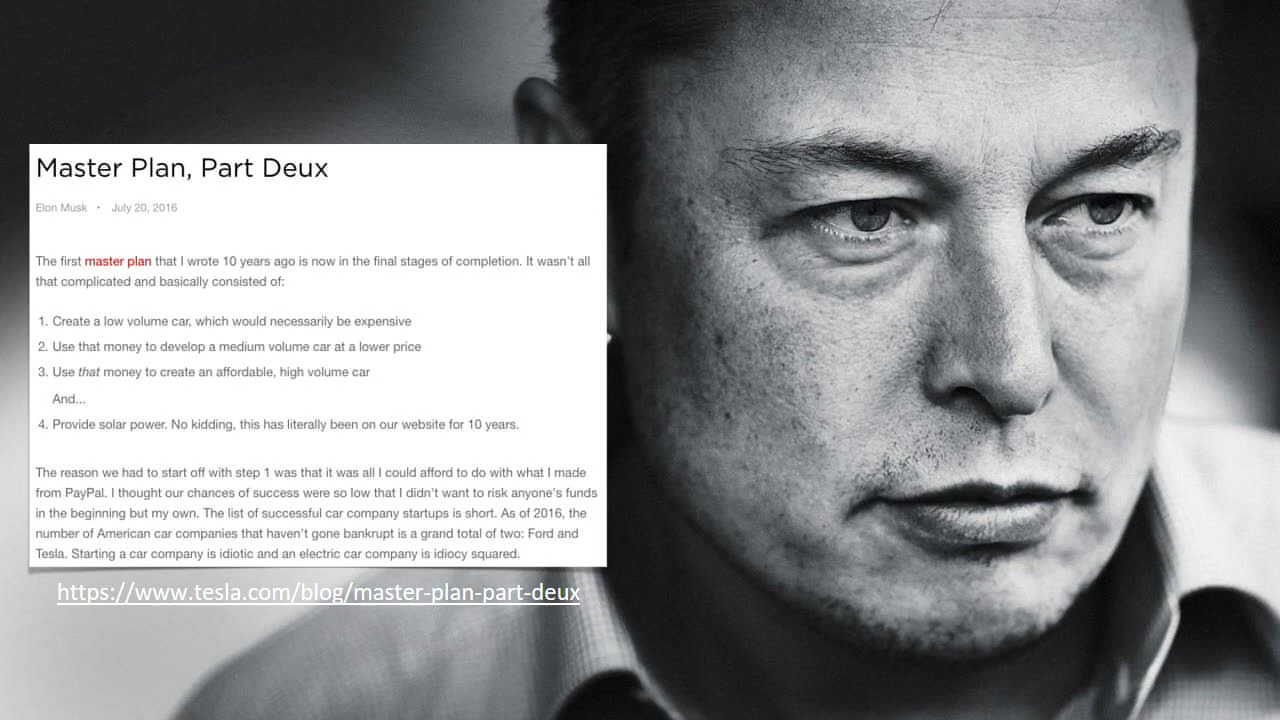 Master Plan, Part Deux
Elon Musk • July 20, 2016
The first master plan that I wrote 10 years ago is now in the final stages of completion. It wasn't all
that complicated and basically consisted of:
1. Create a low volume car, which would necessarily be expensive
2. Use that money to develop a medium volume car at a lower price
3. Use that money to create an affordable, high volume car
And...
4. Provide solar power. No kidding, this has literally been on our website for 10 years.
The reason we had to start off with step 1 was that it was all I could afford to do with what I made
from PayPal. I thought our chances of success were so low that I didn't want to risk anyone's funds
in the beginning but my own. The list of successful car company startups is short. As of 2016, the
number of American car companies that haven't gone bankrupt is a grand total of two: Ford and
Tesla. Starting a car company is idiotic and an electric car company is idiocy squared.
https://www.tesla.com/blog/master-plan-part-deux